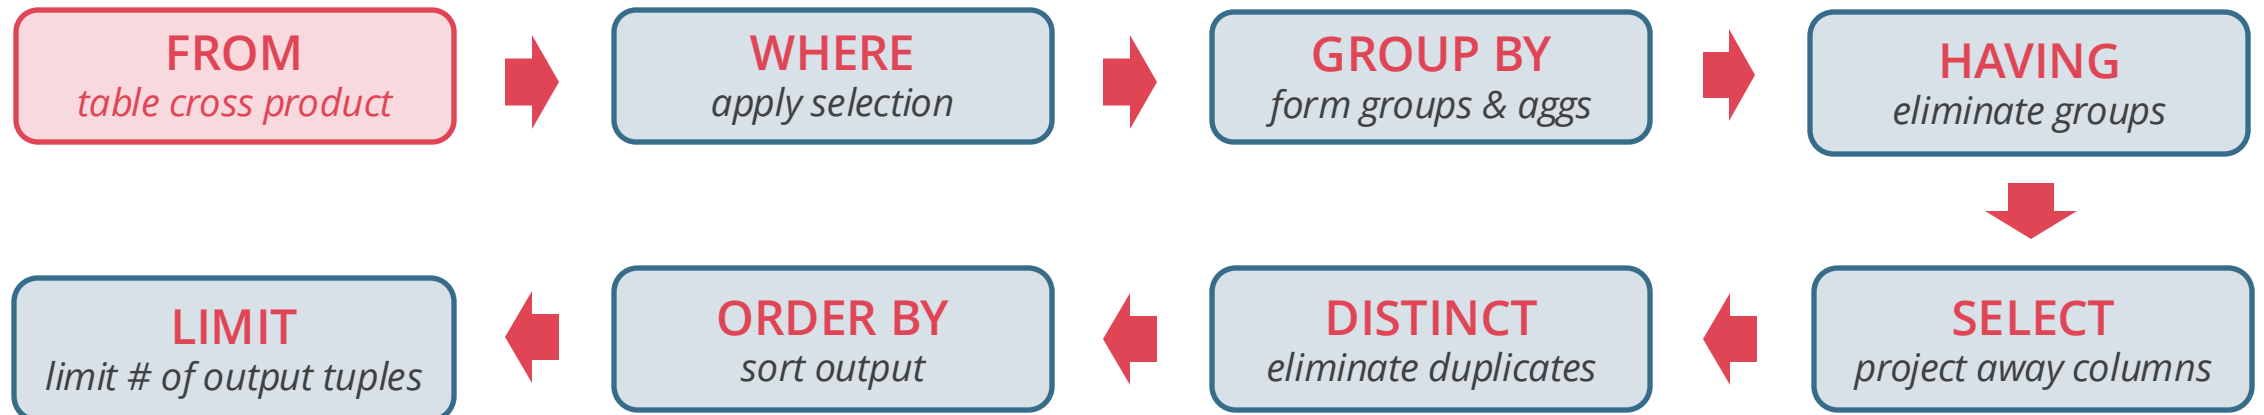 FROM
table cross product
WHERE
apply selection
GROUP BY
form groups & aggs
HAVING
eliminate groups
SELECT
project away columns
DISTINCT
eliminate duplicates
ORDER BY
sort output
LIMIT
limit # of output tuples